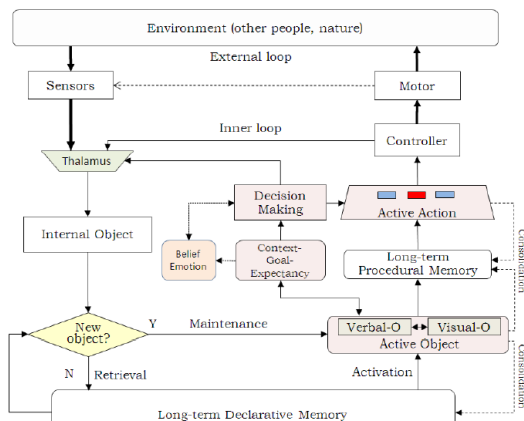 Environment (other people, nature)
External loop
Sensors
Motor
Inner loop
Controller
Thalamus
Decision
Making
Active Action
Internal Object
Belief
Emotion
Context-
Goal-
Expectancy
Long-term
Procedural Memory
Consolidation
New
object?
Y
Maintenance
Verbal-O
Visual-O
Active Object
N
Retrieval
Activation
Consolidation
Long-term Declarative Memory